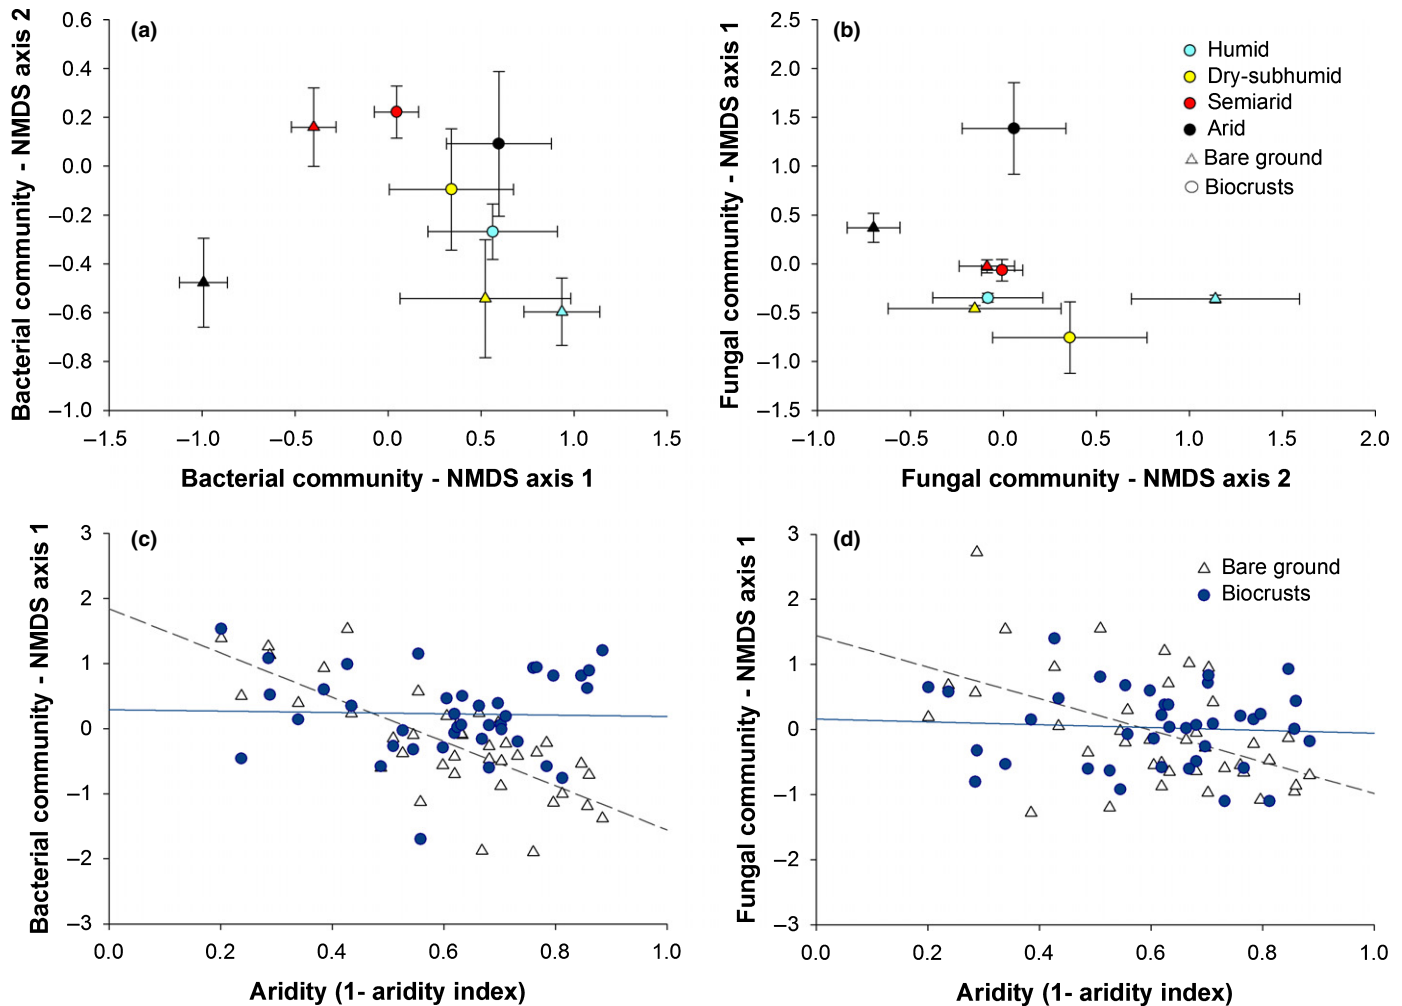 (a)
Bacterial community - NMDS axis 2
0.6
0.4
0.2
0.0
–0.2
–0.4
–0.6
–0.8
–1.0
–1.5
–1.0
–0.5
0.0
0.5
1.0
1.5
Bacterial community - NMDS axis 1
(b)
Fungal community - NMDS axis 1
2.5
2.0
1.5
1.0
0.5
0.0
–0.5
–1.0
–1.5
Humid
Dry-subhumid
Semiarid
Arid
Bare ground
Biocrusts
–1.0
–0.5
0.0
0.5
1.0
1.5
2.0
Fungal community - NMDS axis 2
(c)
Bacterial community - NMDS axis 1
3
2
1
0
–1
–2
–3
0.0
0.2
0.4
0.6
0.8
1.0
Aridity (1- aridity index)
(d)
Fungal community - NMDS axis 1
3
2
1
0
–1
–2
–3
Bare ground
Biocrusts
0.0
0.2
0.4
0.6
0.8
1.0
Aridity (1- aridity index)